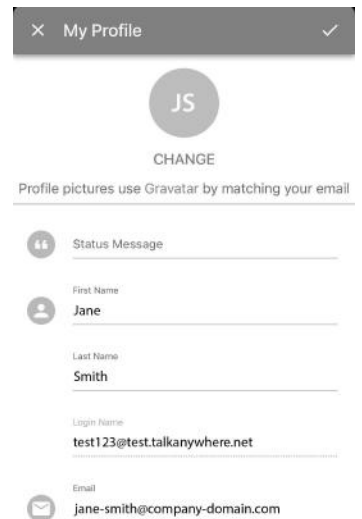 My Profile
JS
CHANGE
Profile pictures use Gravatar by matching your email
Status Message
First Name
Jane
Last Name
Smith
Login Name
test123@test.talkanywhere.net
Email
jane-smith@company-domain.com